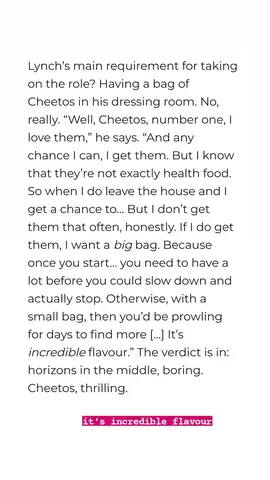 Lynch’s main requirement for taking
on the role? Having a bag of
Cheetos in his dressing room. No,
really. “Well, Cheetos, number one, I
love them,” he says. “And any
chance I can, I get them. But I know
that they’re not exactly health food.
So when I do leave the house and I
get a chance to… But I don’t get
them that often, honestly. If I do get
them, I want a big bag. Because
once you start… you need to have a
lot before you could slow down and
actually stop. Otherwise, with a
small bag, then you’d be prowling
for days to find more […] It’s
incredible flavour.” The verdict is in:
horizons in the middle, boring.
Cheetos, thrilling.
it's incredible flavour